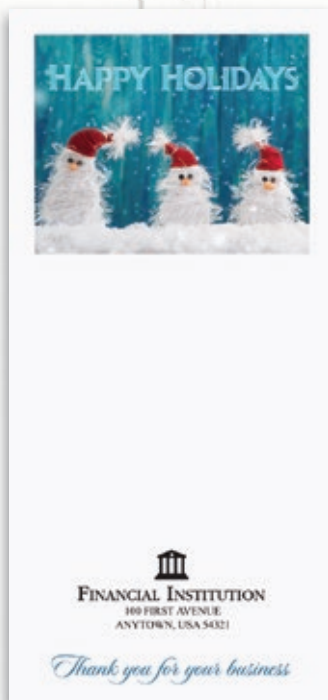 HAPPY HOLIDAYS
FINANCIAL INSTITUTION
100 FIRST AVENUE
ANYTOWN, USA 54321
Thank you for your business